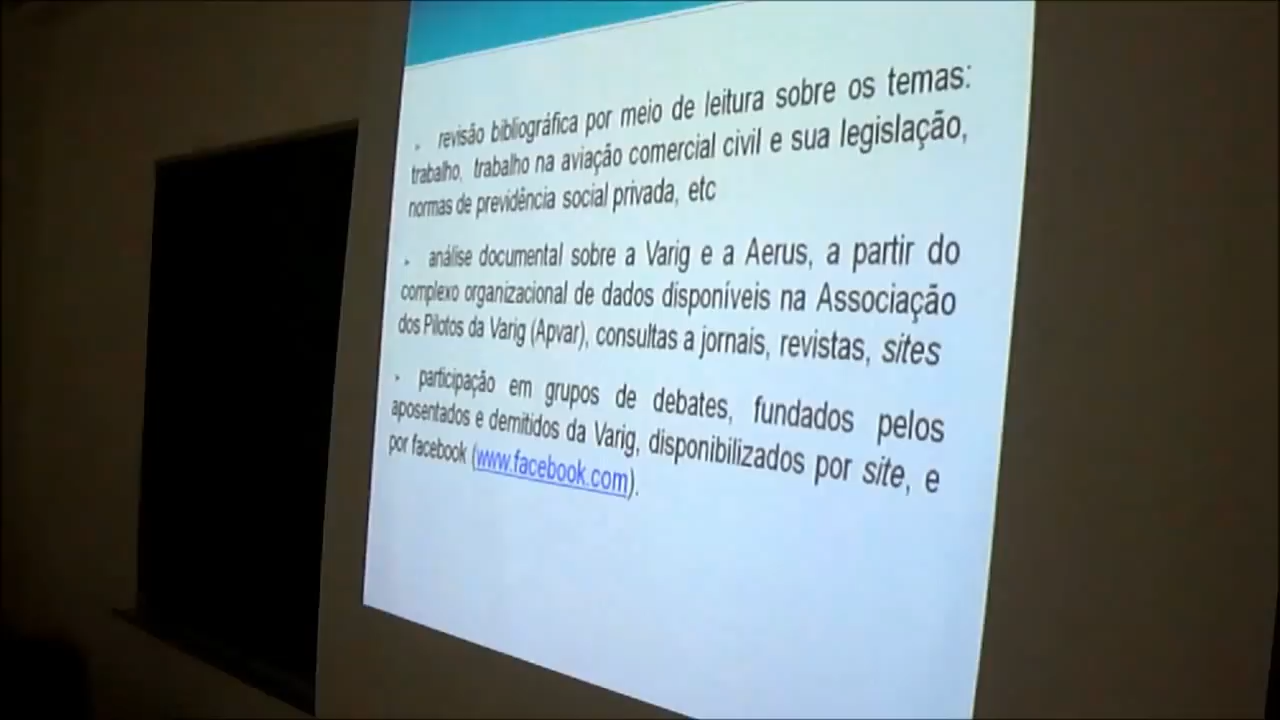 revisão bibliográfica por meio de leitura sobre os temas:
trabalho, trabalho na aviação comercial civil e sua legislação,
normas de previdência social privada, etc
análise documental sobre a Varig e a Aerus, a partir do
complexo organizacional de dados disponíveis na Associação
dos Pilotos da Varig (Apvar), consultas a jornais, revistas, sites
participação em grupos de debates, fundados pelos
aposentados e demitidos da Varig, disponibilizados por site, e
por facebook (www.facebook.com).